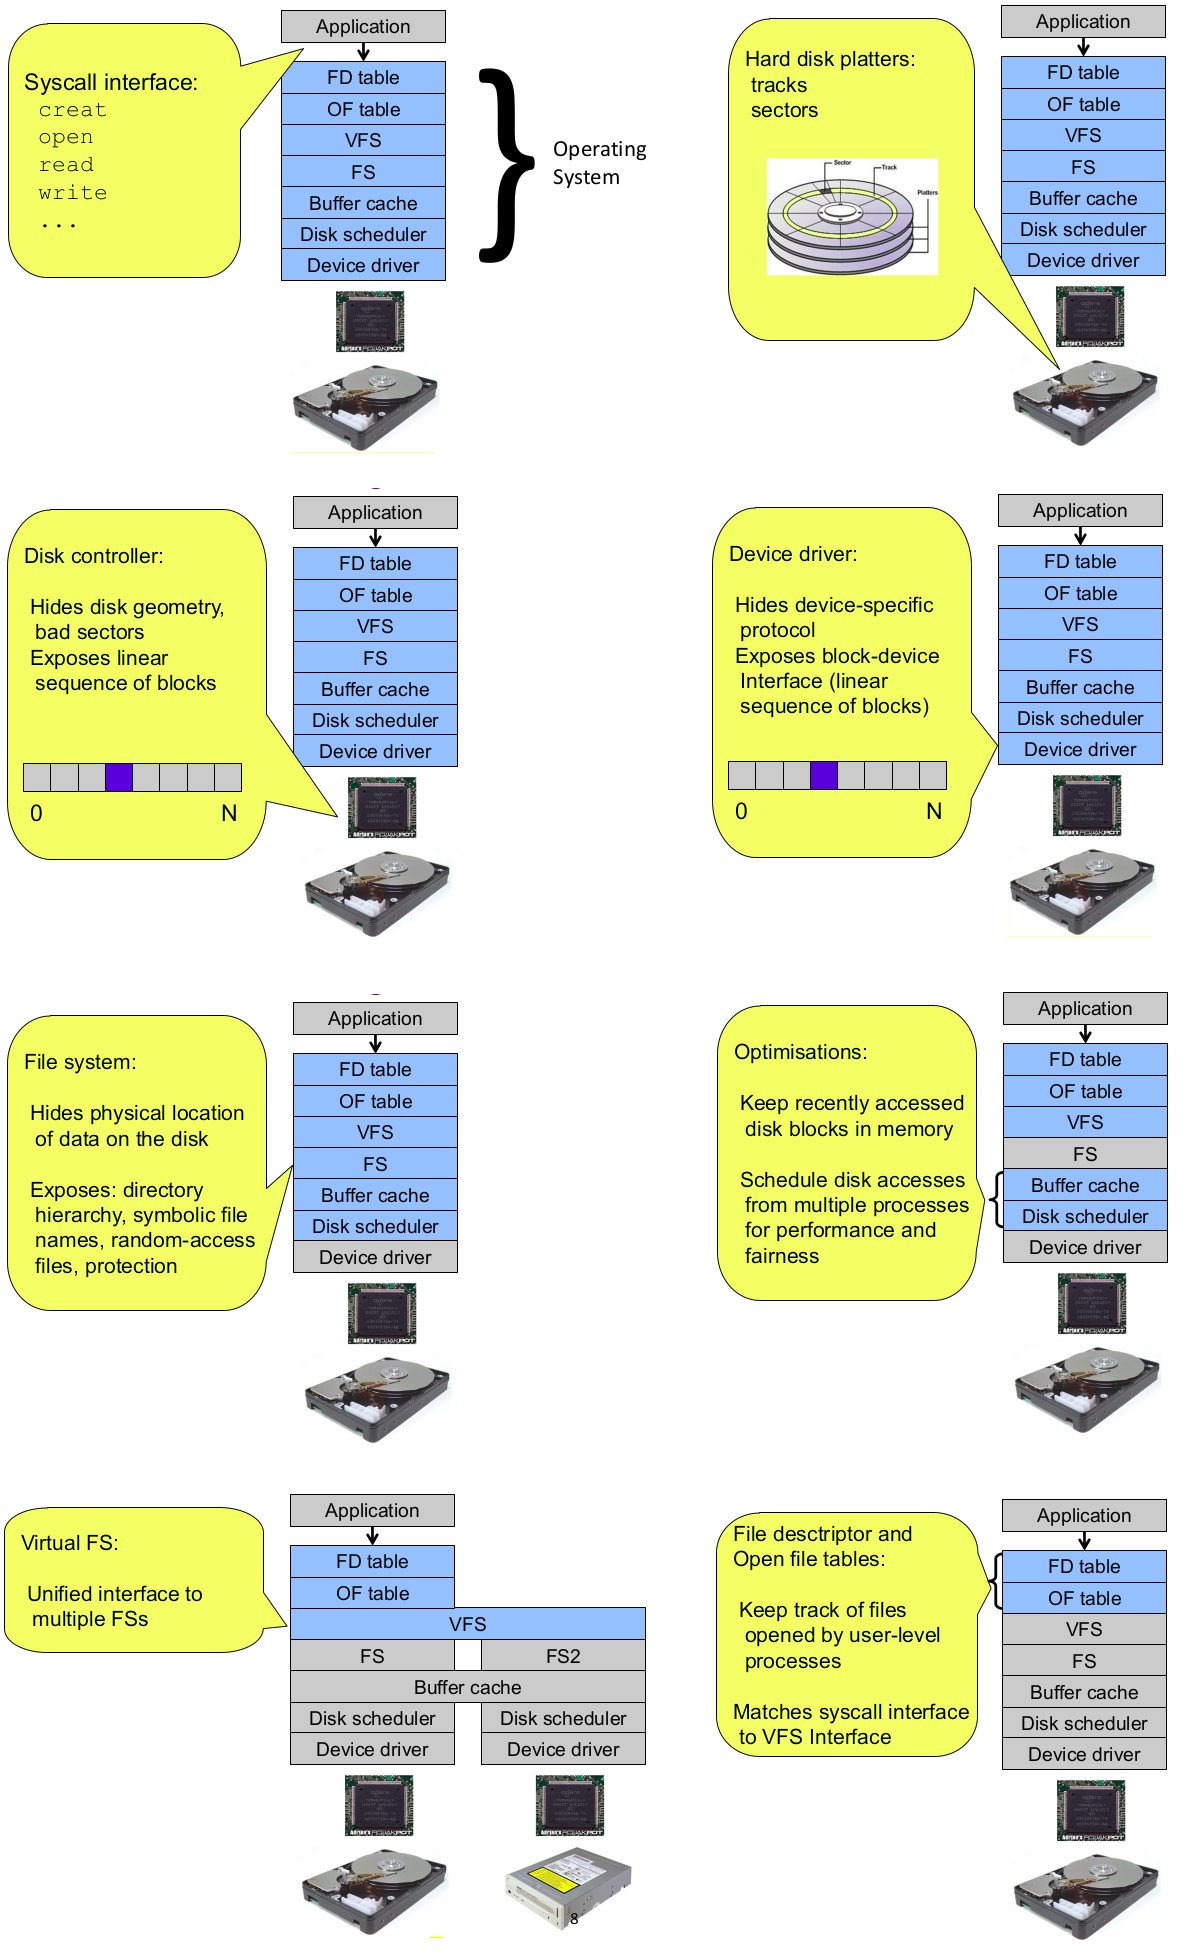 Application
Syscall interface:
creat
open
read
write
...
FD table
OF table
VFS
FS
Buffer cache
Disk scheduler
Device driver
Operating
System
Application
Hard disk platters:
tracks
sectors
Sector
Track
Platters
FD table
OF table
VFS
FS
Buffer cache
Disk scheduler
Device driver
Application
Disk controller:
Hides disk geometry,
bad sectors
Exposes linear
sequence of blocks
0 N
FD table
OF table
VFS
FS
Buffer cache
Disk scheduler
Device driver
Application
Device driver:
Hides device-specific
protocol
Exposes block-device
Interface (linear
sequence of blocks)
0 N
FD table
OF table
VFS
FS
Buffer cache
Disk scheduler
Device driver
Application
File system:
Hides physical location
of data on the disk
Exposes: directory
hierarchy, symbolic file
names, random-access
files, protection
FD table
OF table
VFS
FS
Buffer cache
Disk scheduler
Device driver
Application
Optimisations:
Keep recently accessed
disk blocks in memory
Schedule disk accesses
from multiple processes
for performance and
fairness
FD table
OF table
VFS
FS
Buffer cache
Disk scheduler
Device driver
Application
Virtual FS:
Unified interface to
multiple FSs
FD table
OF table
VFS
FS FS2
Buffer cache
Disk scheduler Disk scheduler
Device driver Device driver
8
Application
File desctriptor and
Open file tables:
Keep track of files
opened by user-level
processes
Matches syscall interface
to VFS Interface
FD table
OF table
VFS
FS
Buffer cache
Disk scheduler
Device driver